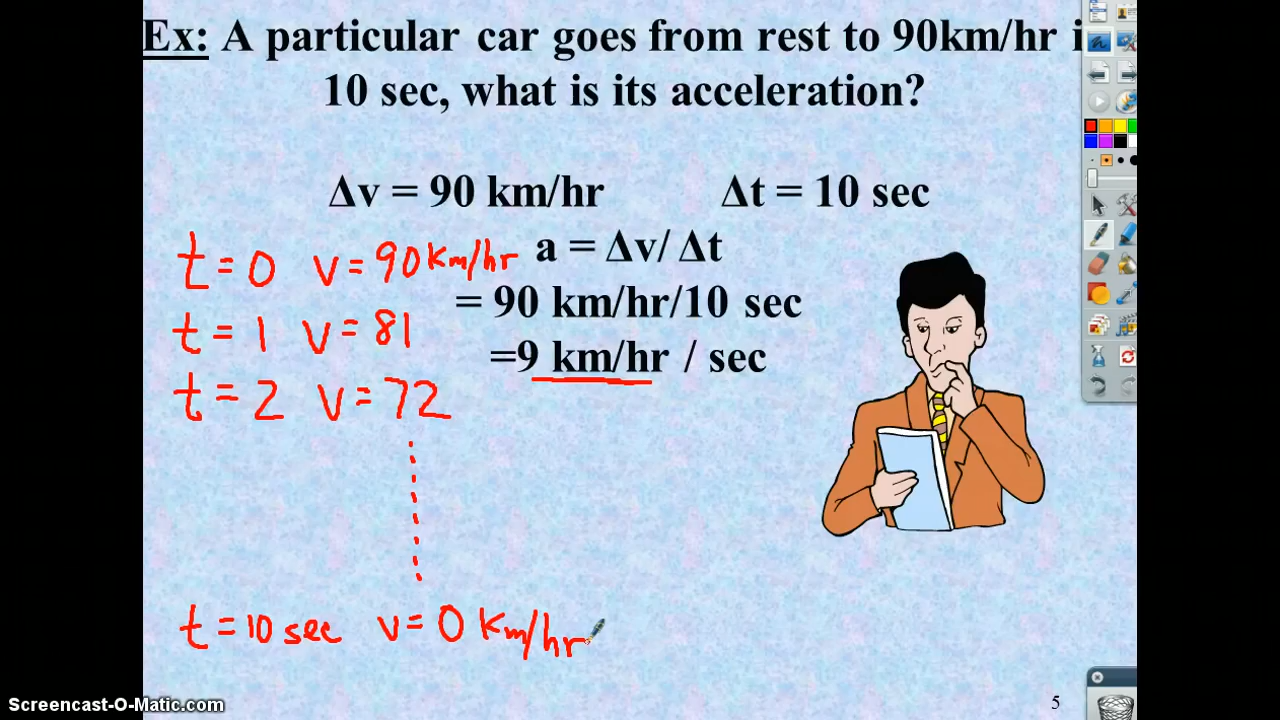 Ex: A particular car goes from rest to 90km/hr i
10 sec, what is its acceleration?
Δv = 90 km/hr Δt = 10 sec
a = Δv/ Δt
= 90 km/hr/10 sec
=9 km/hr / sec
t = 0 v = 90 km/hr
t = 1 v = 81
t = 2 v = 72
t = 10 sec v = 0 km/hr
5
Screencast-O-Matic.com